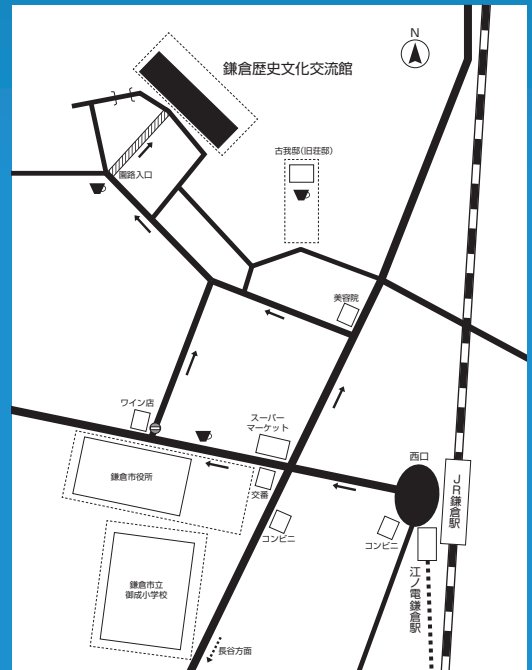 N
鎌倉歴史文化交流館
古我邸(旧荘邸)
園路入口
美容院
ワイン店
スーパー
マーケット
西口
鎌倉市役所
交番
JR鎌倉駅
コンビニ
コンビニ
江ノ電鎌倉駅
鎌倉市立
御成小学校
長谷方面